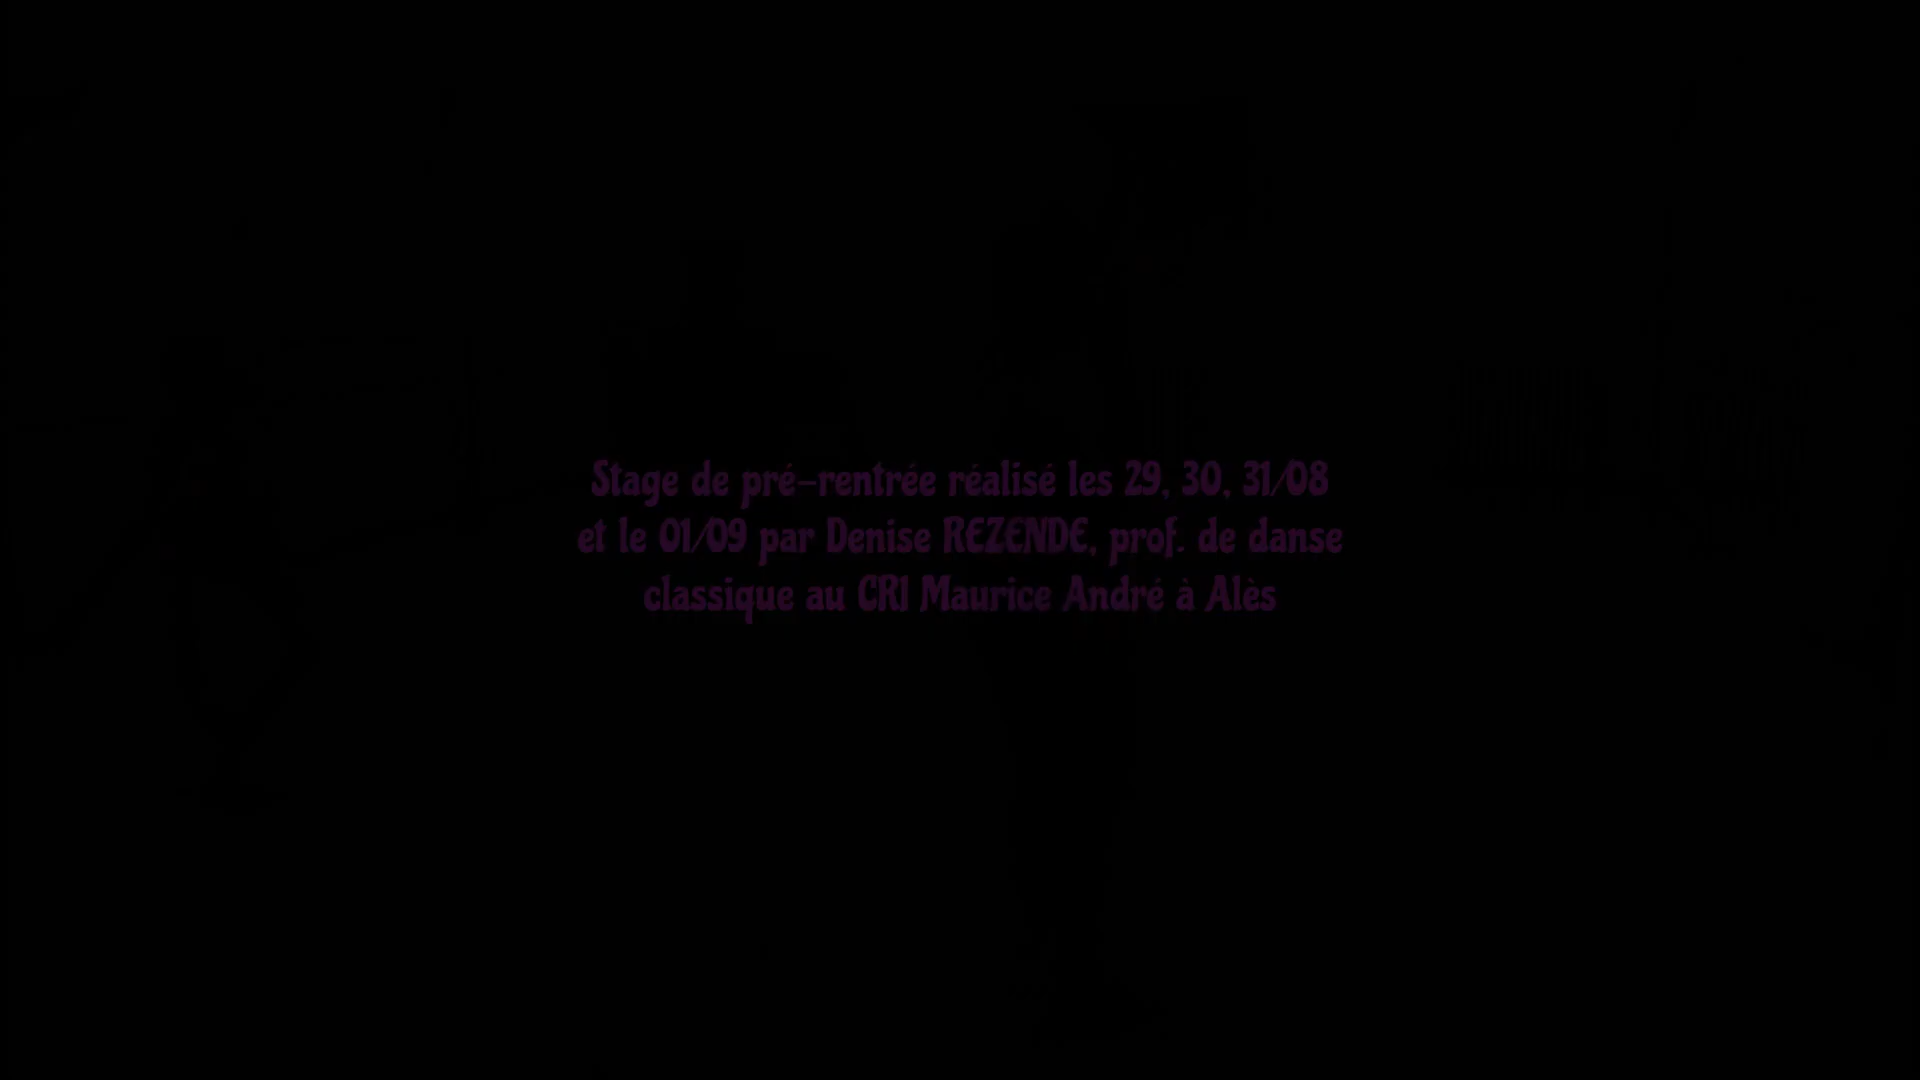 Stage de pré-rentrée réalisé les 29, 30, 31/08
et le 01/09 par Denise REZENDE, prof. de danse
classique au CRI Maurice André à Alès